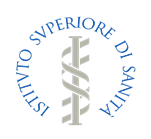 ISTITVTO SVPERIORE DI SANITÀ